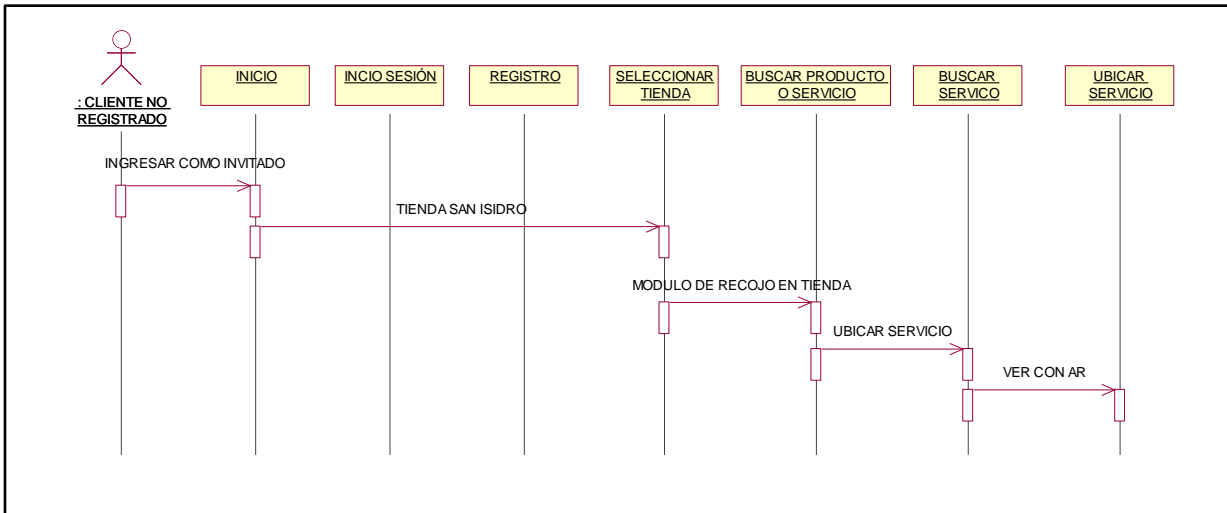 : CLIENTE NO
REGISTRADO
INICIO
INCIO SESIÓN
REGISTRO
SELECCIONAR
TIENDA
BUSCAR PRODUCTO
O SERVICIO
BUSCAR
SERVICO
UBICAR
SERVICIO
INGRESAR COMO INVITADO
TIENDA SAN ISIDRO
MODULO DE RECOJO EN TIENDA
UBICAR SERVICIO
VER CON AR